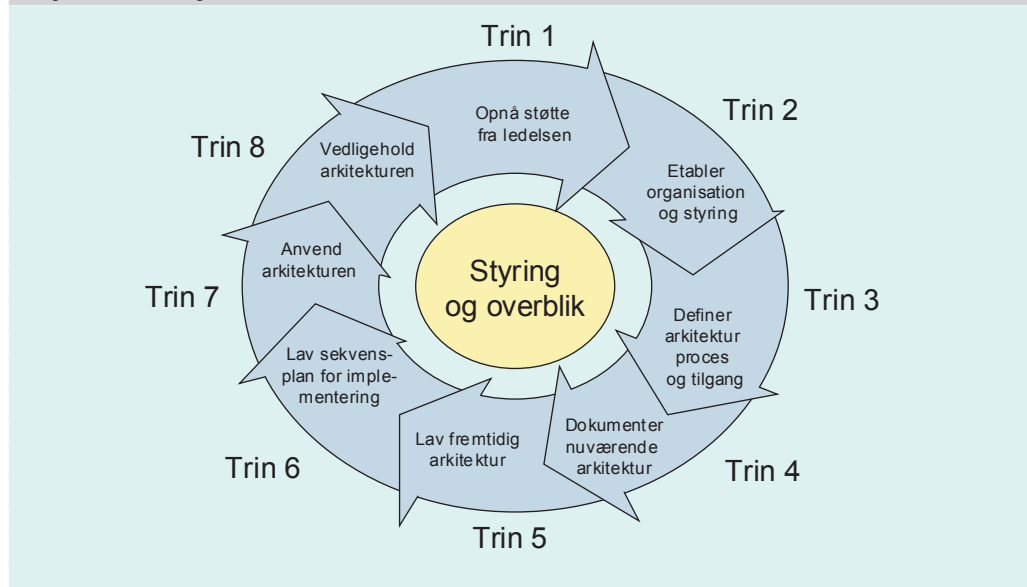 Trin 1
Opnå støtte
fra ledelsen
Trin 2
Etabler
organisation
og styring
Trin 3
Definer
arkitektur
proces
og tilgang
Trin 4
Dokumenter
nuværende
arkitektur
Trin 5
Lav fremtidig
arkitektur
Trin 6
Lav sekvens-
plan for imple-
mentering
Trin 7
Anvend
arkitekturen
Trin 8
Vedligehold
arkitekturen
Styring
og overblik